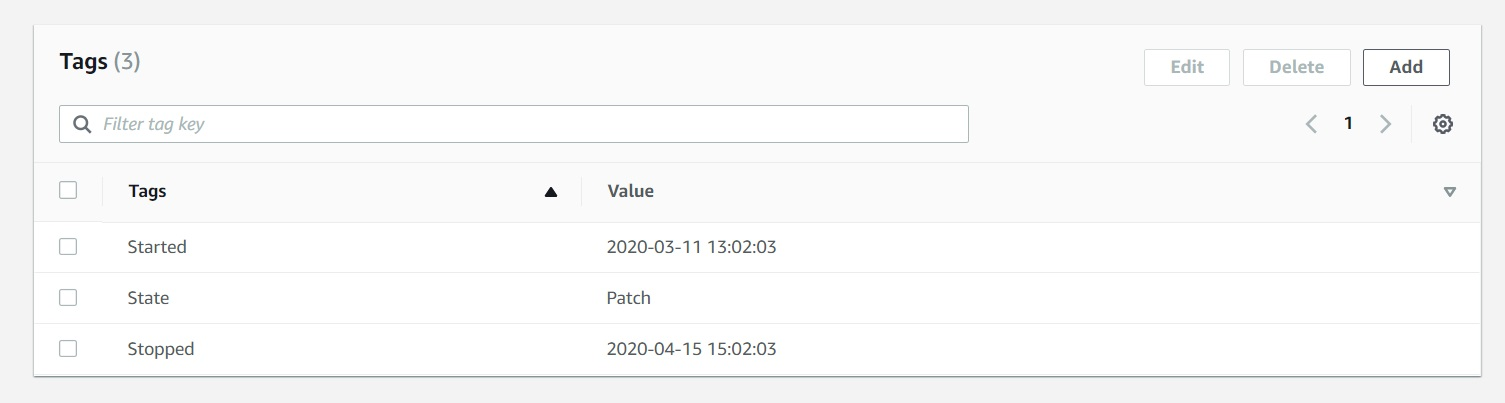 Tags (3)
Edit Delete Add
Filter tag key
1
Tags Value
Started 2020-03-11 13:02:03
State Patch
Stopped 2020-04-15 15:02:03